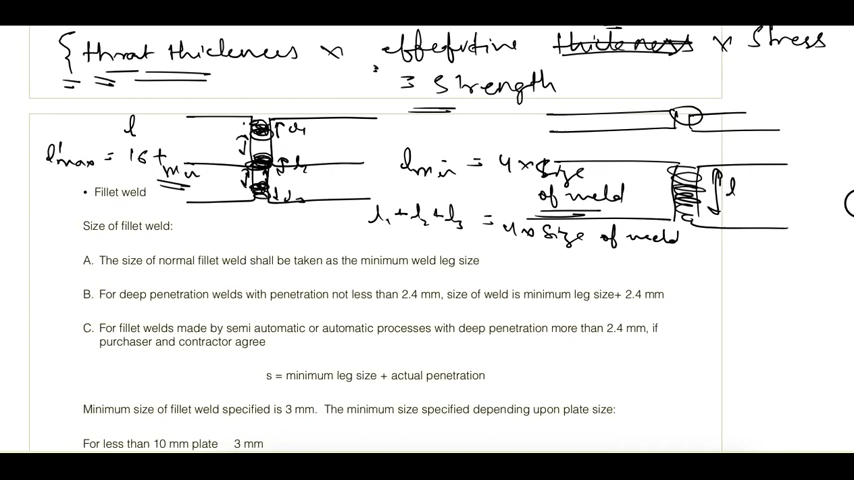 { throat thickness x effective thickness x stress
strength
l
l'max = 16 t min
d1
l2
d3
lmin = 4 x size of weld
l1 + l2 + l3 = 4 x size of weld
l
• Fillet weld
Size of fillet weld:
A. The size of normal fillet weld shall be taken as the minimum weld leg size
B. For deep penetration welds with penetration not less than 2.4 mm, size of weld is minimum leg size+ 2.4 mm
C. For fillet welds made by semi automatic or automatic processes with deep penetration more than 2.4 mm, if
purchaser and contractor agree
s = minimum leg size + actual penetration
Minimum size of fillet weld specified is 3 mm.  The minimum size specified depending upon plate size:
For less than 10 mm plate    3 mm